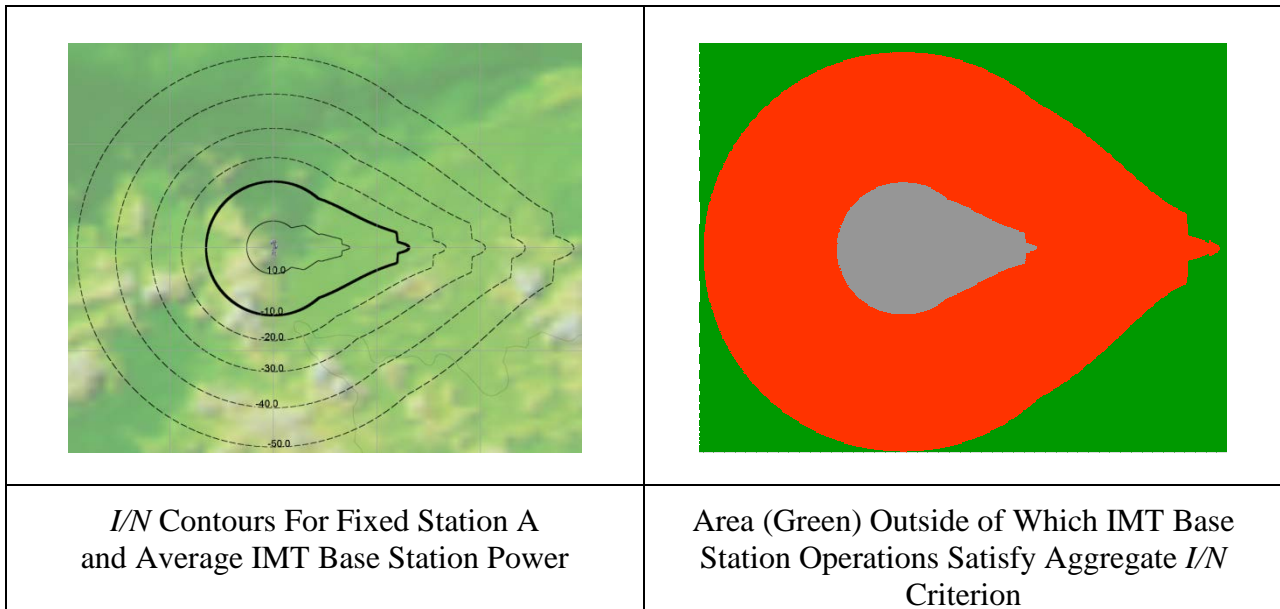 10.0
-10.0
-20.0
-30.0
-40.0
-50.0
I/N Contours For Fixed Station A
and Average IMT Base Station Power
Area (Green) Outside of Which IMT Base
Station Operations Satisfy Aggregate I/N
Criterion